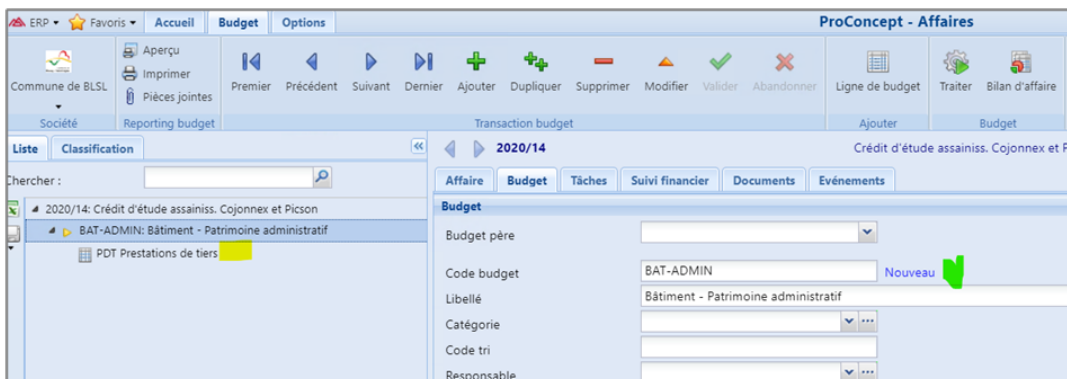 ERP Favoris Accueil Budget Options ProConcept - Affaires
Aperçu
Imprimer
Pièces jointes
Commune de BLSL
Premier Précédent Suivant Dernier Ajouter Dupliquer Supprimer Modifier Valider Abandonner Ligne de budget Traiter Bilan d'affaire
Société Reporting budget Transaction budget Ajouter Budget
Liste Classification
Chercher :
2020/14: Crédit d'étude assainiss. Cojonnex et Picson
BAT-ADMIN: Bâtiment - Patrimoine administratif
PDT Prestations de tiers
2020/14 Crédit d'étude assainiss. Cojonnex et
Affaire Budget Tâches Suivi financier Documents Evénements
Budget
Budget père
Code budget BAT-ADMIN Nouveau
Libellé Bâtiment - Patrimoine administratif
Catégorie
Code tri
Responsable